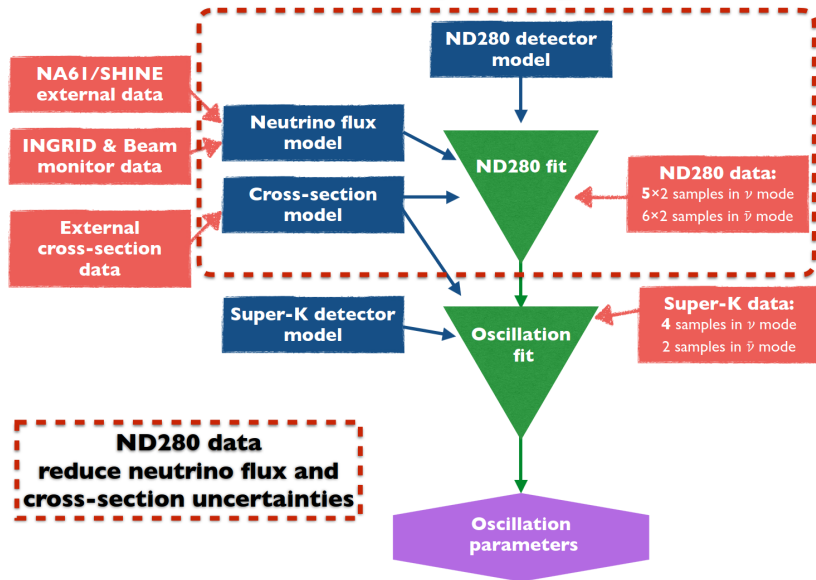 ND280 detector
model
NA61/SHINE
external data
Neutrino flux
model
INGRID & Beam
monitor data
ND280 fit
ND280 data:
5×2 samples in ν mode
6×2 samples in ν̄ mode
Cross-section
model
External
cross-section
data
Super-K detector
model
Oscillation
fit
Super-K data:
4 samples in ν mode
2 samples in ν̄ mode
ND280 data
reduce neutrino flux and
cross-section uncertainties
Oscillation
parameters